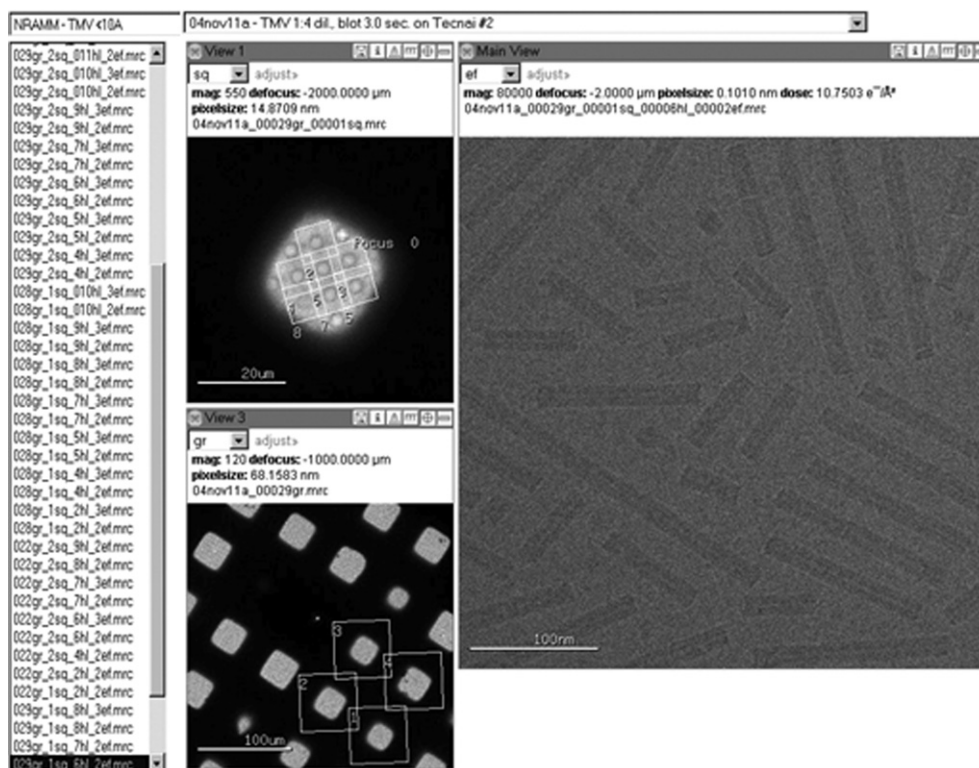 NRAMM - TMV <10A
04nov11a - TMV 1:4 dil., blot 3.0 sec. on Tecnai #2
029gr_2sq_011hl_2ef.mrc
029gr_2sq_010hl_3ef.mrc
029gr_2sq_010hl_2ef.mrc
029gr_2sq_9hl_3ef.mrc
029gr_2sq_9hl_2ef.mrc
029gr_2sq_7hl_3ef.mrc
029gr_2sq_7hl_2ef.mrc
029gr_2sq_6hl_3ef.mrc
029gr_2sq_6hl_2ef.mrc
029gr_2sq_5hl_3ef.mrc
029gr_2sq_5hl_2ef.mrc
029gr_2sq_4hl_3ef.mrc
029gr_2sq_4hl_2ef.mrc
028gr_1sq_010hl_3ef.mrc
028gr_1sq_010hl_2ef.mrc
028gr_1sq_9hl_3ef.mrc
028gr_1sq_9hl_2ef.mrc
028gr_1sq_8hl_3ef.mrc
028gr_1sq_8hl_2ef.mrc
028gr_1sq_7hl_3ef.mrc
028gr_1sq_7hl_2ef.mrc
028gr_1sq_5hl_3ef.mrc
028gr_1sq_5hl_2ef.mrc
028gr_1sq_4hl_3ef.mrc
028gr_1sq_4hl_2ef.mrc
028gr_1sq_2hl_3ef.mrc
028gr_1sq_2hl_2ef.mrc
022gr_2sq_9hl_2ef.mrc
022gr_2sq_8hl_2ef.mrc
022gr_2sq_7hl_3ef.mrc
022gr_2sq_7hl_2ef.mrc
022gr_2sq_6hl_3ef.mrc
022gr_2sq_6hl_2ef.mrc
022gr_2sq_4hl_2ef.mrc
022gr_2sq_2hl_2ef.mrc
022gr_1sq_2hl_2ef.mrc
029gr_1sq_8hl_3ef.mrc
029gr_1sq_8hl_2ef.mrc
029gr_1sq_7hl_2ef.mrc
029gr_1sq_6hl_2ef.mrc
View 1
sq adjust»
mag: 550 defocus: -2000.0000 µm
pixelsize: 14.8709 nm
04nov11a_00029gr_00001sq.mrc
Focus 0
2
7 5 3
8 7 5
20um
View 3
gr adjust»
mag: 120 defocus: -1000.0000 µm
pixelsize: 68.1583 nm
04nov11a_00029gr.mrc
3
2
1
100um
Main View
ef adjust»
mag: 80000 defocus: -2.0000 µm pixelsize: 0.1010 nm dose: 10.7503
04nov11a_00029gr_00001sq_00006hl_00002ef.mrc
100nm